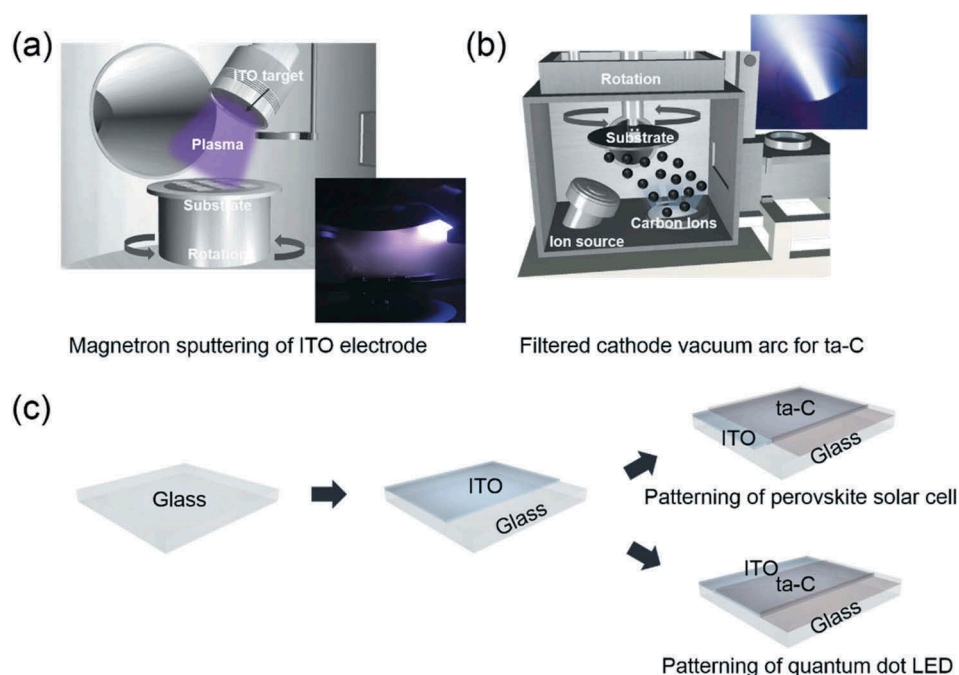 (a)
ITO target
Plasma
Substrate
Rotation
Magnetron sputtering of ITO electrode
(b)
Rotation
Substrate
Carbon Ions
Ion source
Filtered cathode vacuum arc for ta-C
(c)
Glass
ITO
Glass
ta-C
ITO
Glass
Patterning of perovskite solar cell
ITO
ta-C
Glass
Patterning of quantum dot LED